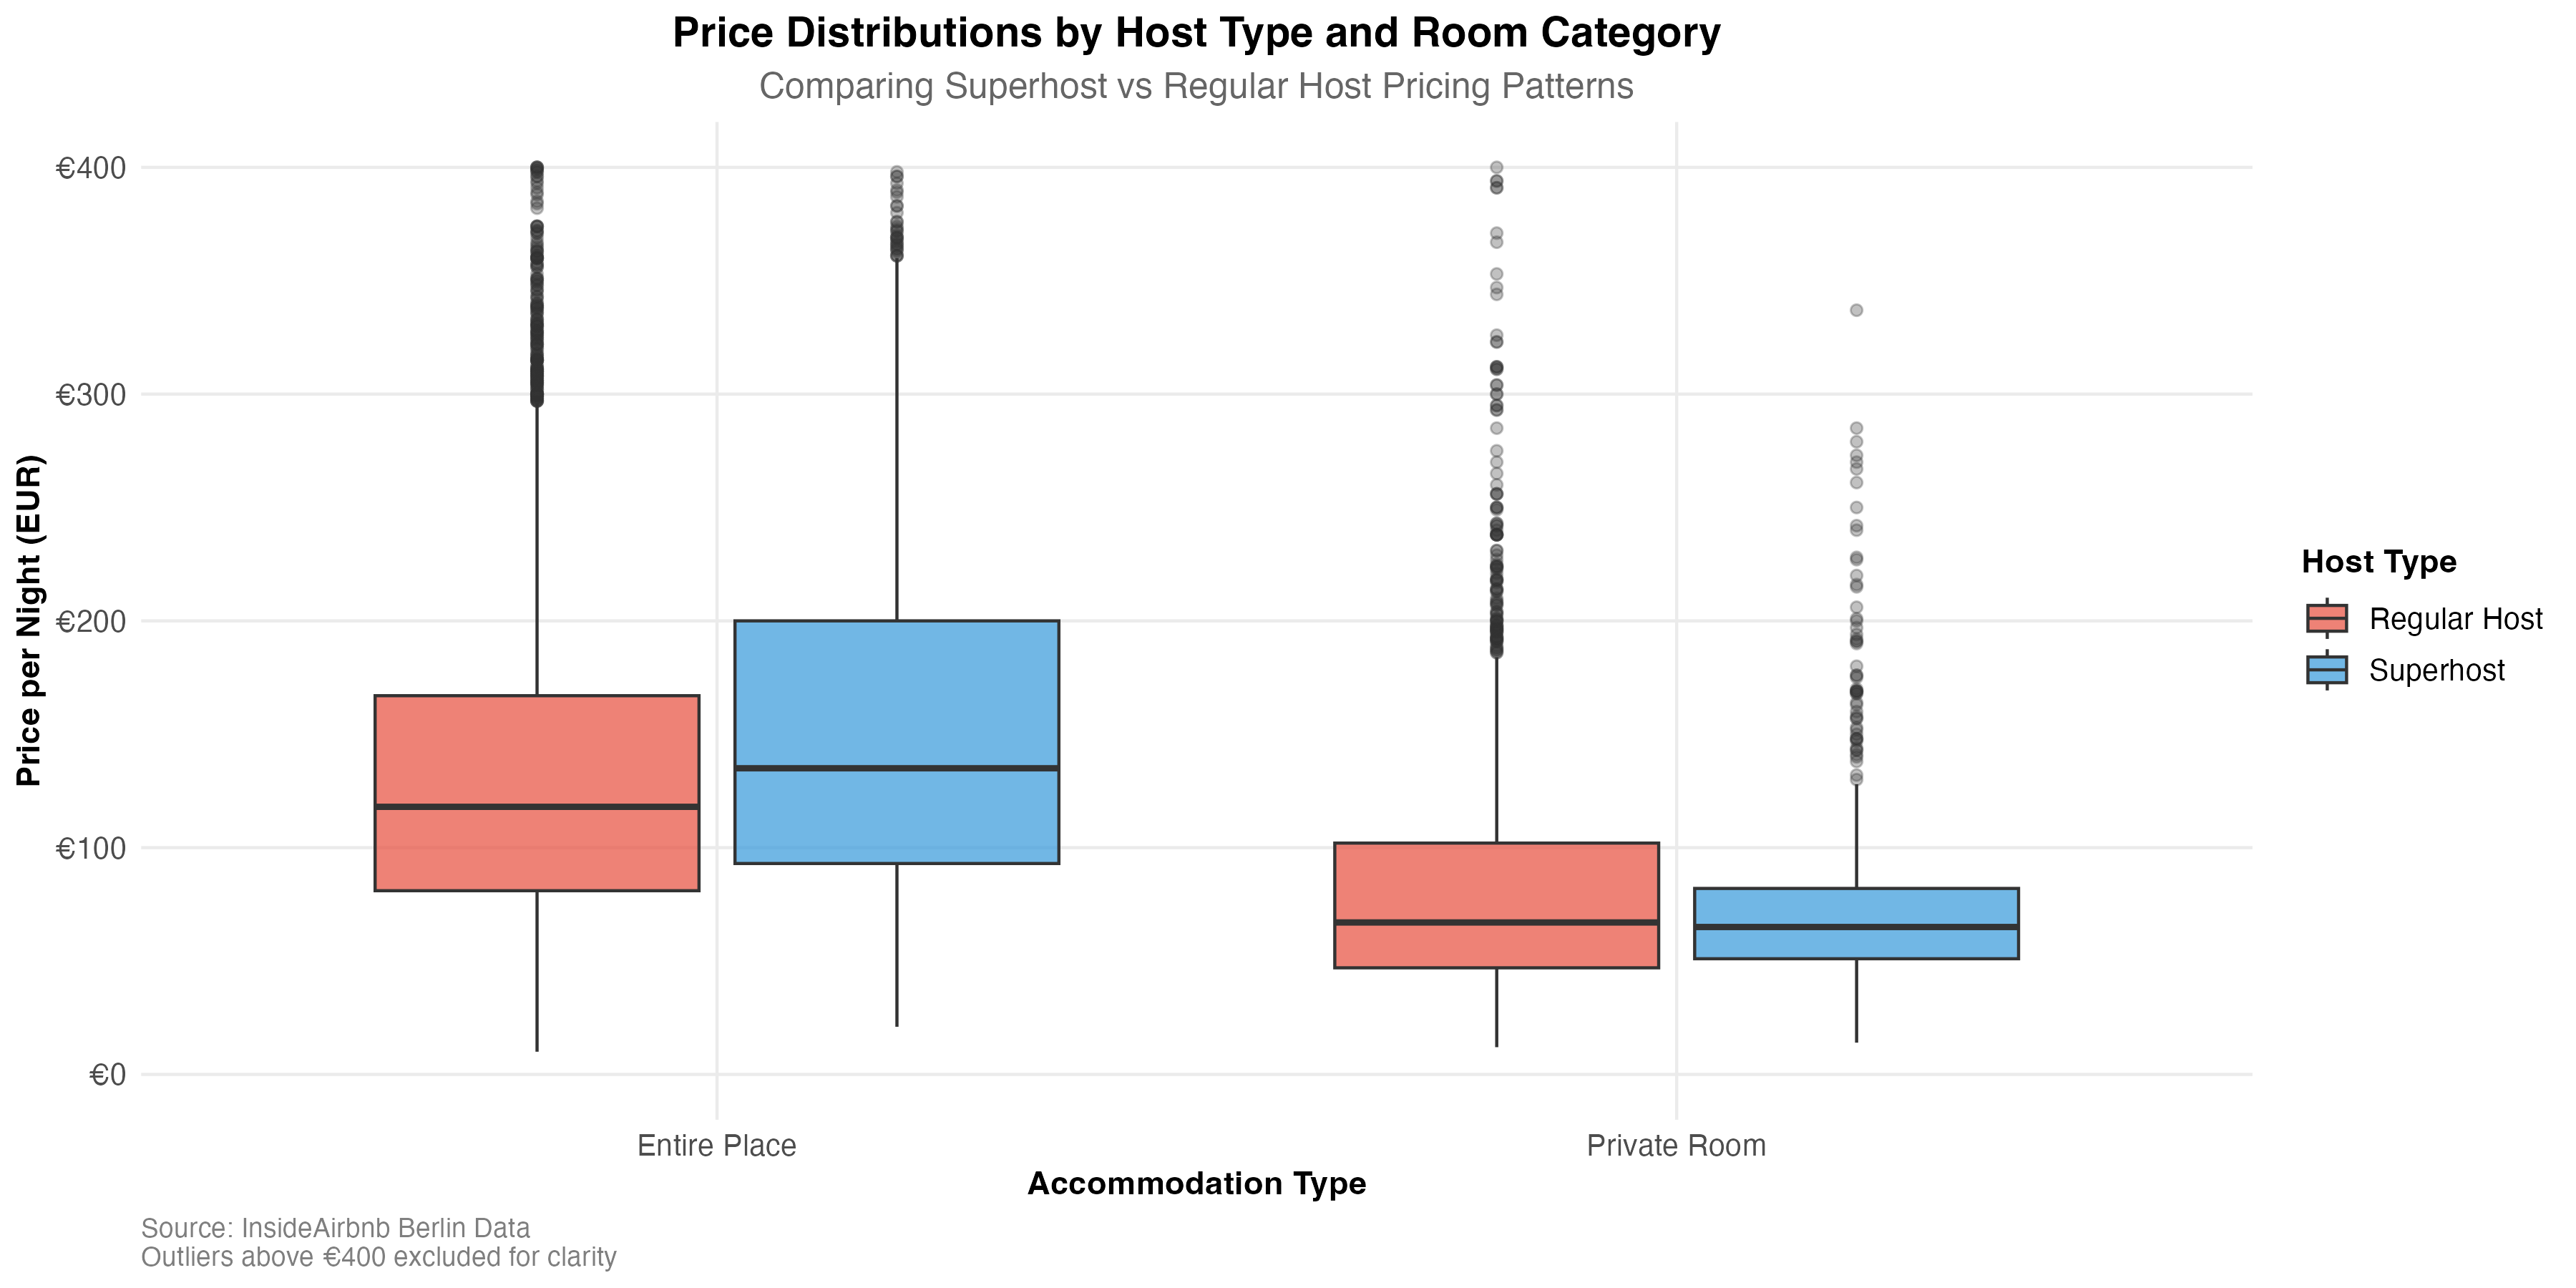 Price Distributions by Host Type and Room Category
Comparing Superhost vs Regular Host Pricing Patterns
Price per Night (EUR)
€400
€300
€200
€100
€0
Entire Place
Private Room
Accommodation Type
Host Type
Regular Host
Superhost
Source: InsideAirbnb Berlin Data
Outliers above €400 excluded for clarity